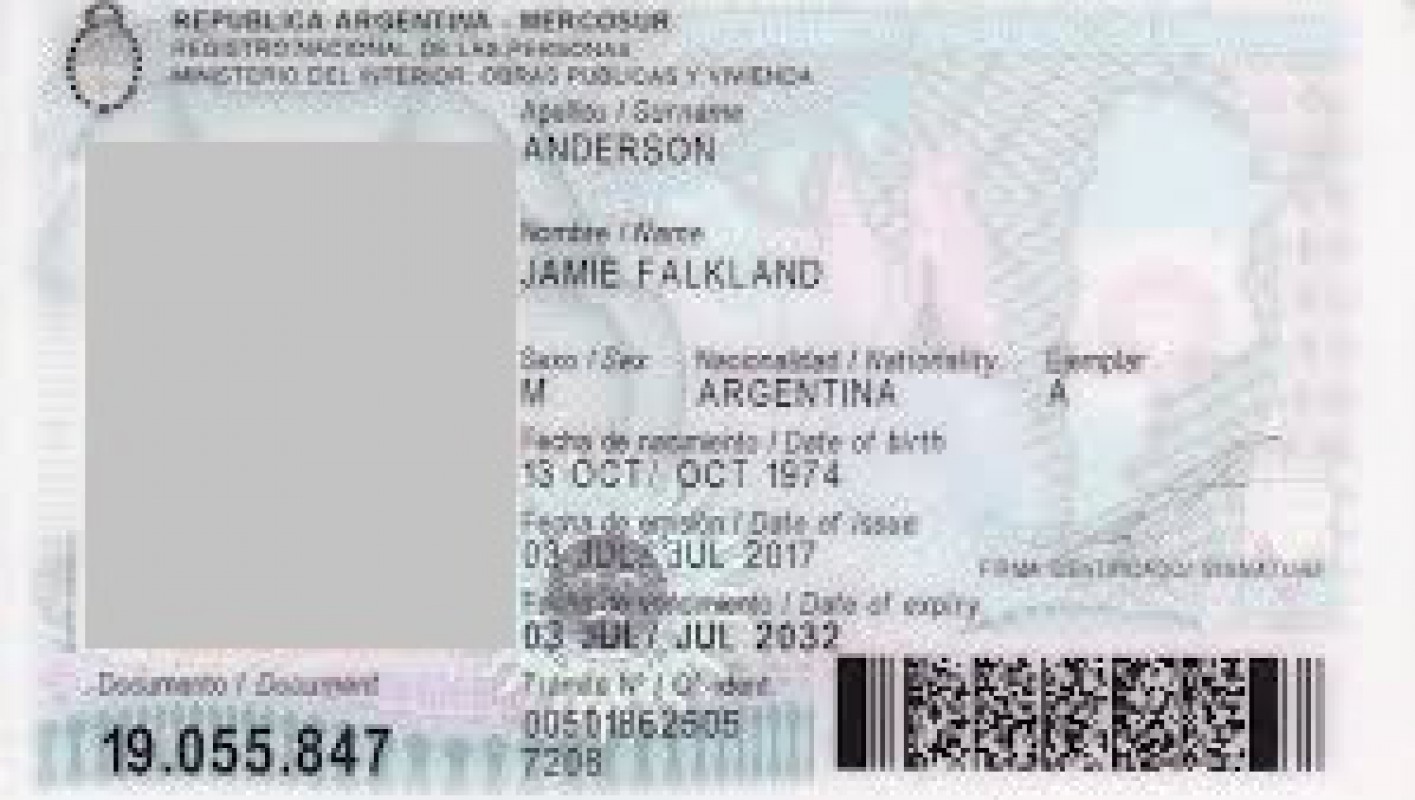 REPUBLICA ARGENTINA - MERCOSUR
REGISTRO NACIONAL DE LAS PERSONAS
MINISTERIO DEL INTERIOR, OBRAS PUBLICAS Y VIVIENDA
Apellido / Surname
ANDERSON
Nombre / Name
JAMIE FALKLAND
Sexo / Sex Nacionalidad / Nationality Ejemplar
M ARGENTINA A
Fecha de nacimiento / Date of birth
13 OCT/ OCT 1974
Fecha de emisión / Date of issue
03 JUL/ JUL 2017
FIRMA IDENTIFICADO/ SIGNATURE
Fecha de vencimiento / Date of expiry
03 JUL/ JUL 2032
Documento / Document
19.055.847
Trámite Nº / Of. ident.
00501862605
7208